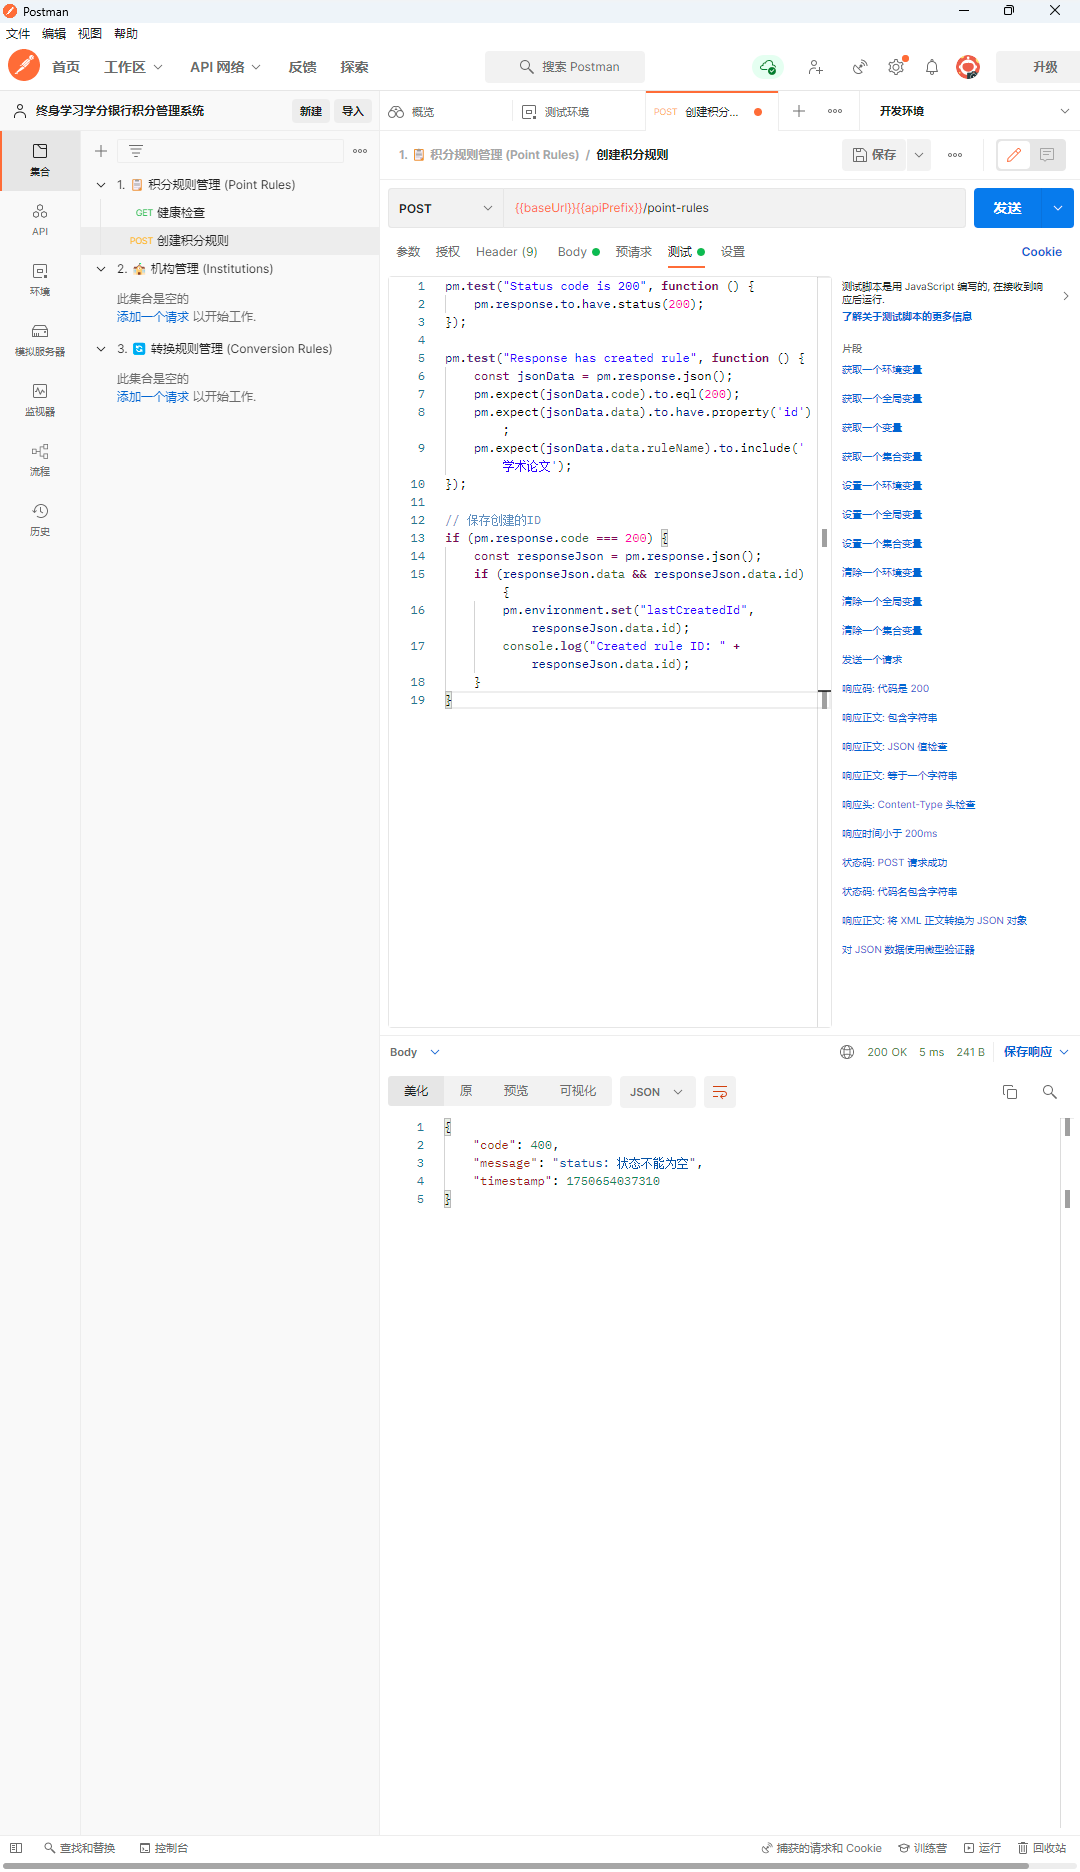 Postman
文件 编辑 视图 帮助
首页 工作区 API 网络 反馈 探索 搜索 Postman 升级
终身学习学分银行积分管理系统 新建 导入
概览 测试环境 POST 创建积分... 开发环境
集合
API
环境
模拟服务器
监视器
流程
历史
1. 📋 积分规则管理 (Point Rules)
GET 健康检查
POST 创建积分规则
2. 🏫 机构管理 (Institutions)
此集合是空的
添加一个请求 以开始工作.
3. 🔄 转换规则管理 (Conversion Rules)
此集合是空的
添加一个请求 以开始工作.
1. 📋 积分规则管理 (Point Rules) / 创建积分规则 保存
POST {{baseUrl}}{{apiPrefix}}/point-rules 发送
参数 授权 Header (9) Body 预请求 测试 设置 Cookie
1 pm.test("Status code is 200", function () {
2 pm.response.to.have.status(200);
3 });
4
5 pm.test("Response has created rule", function () {
6 const jsonData = pm.response.json();
7 pm.expect(jsonData.code).to.eql(200);
8 pm.expect(jsonData.data).to.have.property('id')
;
9 pm.expect(jsonData.data.ruleName).to.include('
学术论文');
10 });
11
12 // 保存创建的ID
13 if (pm.response.code === 200) {
14 const responseJson = pm.response.json();
15 if (responseJson.data && responseJson.data.id)
{
16 pm.environment.set("lastCreatedId",
responseJson.data.id);
17 console.log("Created rule ID: " +
responseJson.data.id);
18 }
19 }
测试脚本是用 JavaScript 编写的, 在接收到响
应后运行.
了解关于测试脚本的更多信息
片段
获取一个环境变量
获取一个全局变量
获取一个变量
获取一个集合变量
设置一个环境变量
设置一个全局变量
设置一个集合变量
清除一个环境变量
清除一个全局变量
清除一个集合变量
发送一个请求
响应码: 代码是 200
响应正文: 包含字符串
响应正文: JSON 值检查
响应正文: 等于一个字符串
响应头: Content-Type 头检查
响应时间小于 200ms
状态码: POST 请求成功
状态码: 代码名包含字符串
响应正文: 将 XML 正文转换为 JSON 对象
对 JSON 数据使用微型验证器
Body 200 OK 5 ms 241 B 保存响应
美化 原 预览 可视化 JSON
1 {
2 "code": 400,
3 "message": "status: 状态不能为空",
4 "timestamp": 1750654037310
5 }
查找和替换 控制台 捕获的请求和 Cookie 训练营 运行 回收站